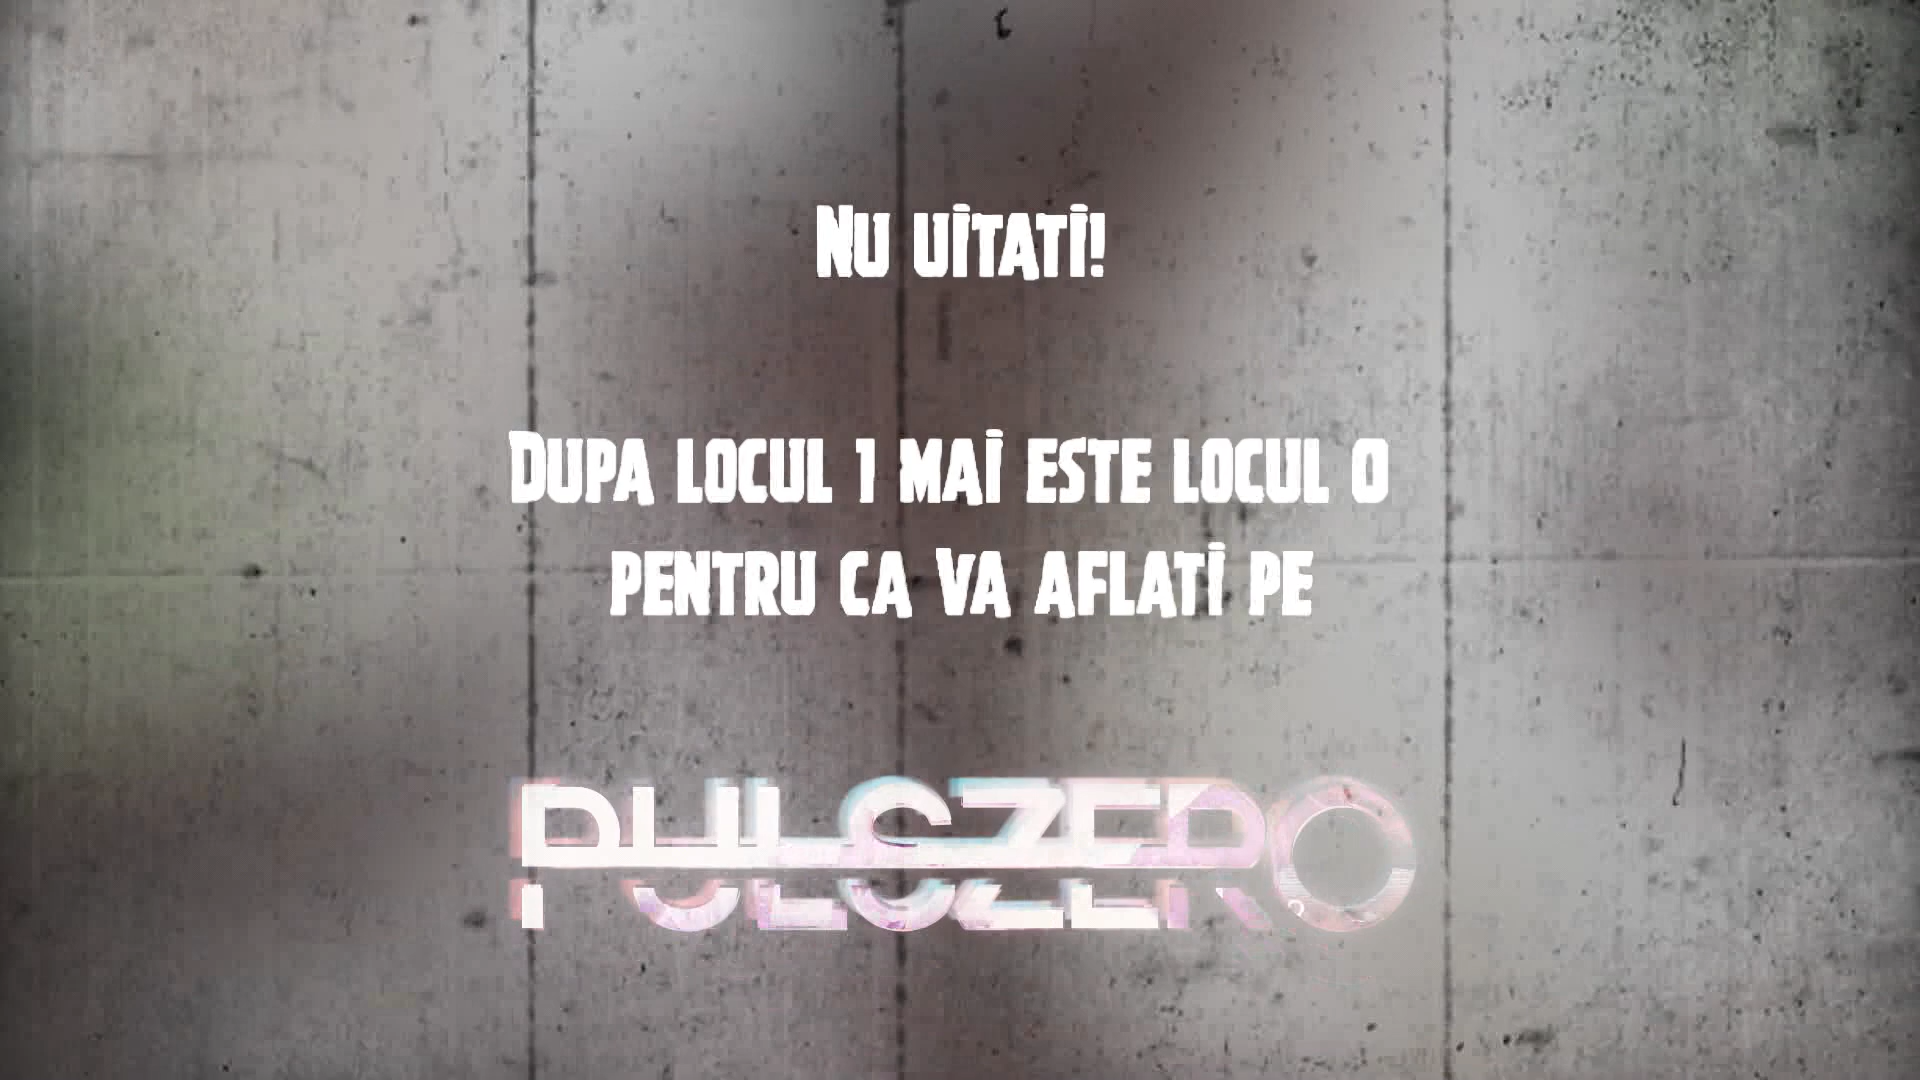 Nu uitati!
Dupa locul 1 mai este locul 0
pentru ca va aflati pe
PULSZERO